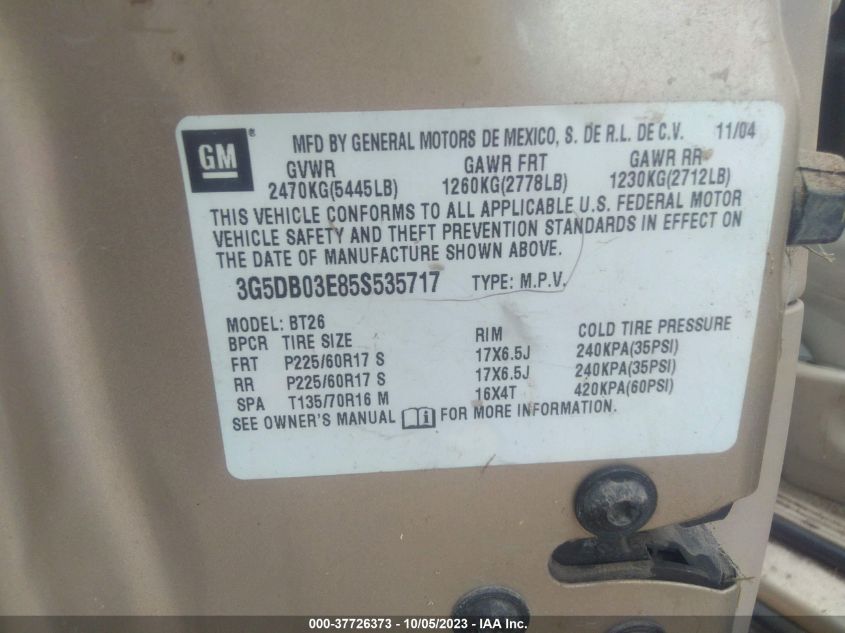 GM ®
MFD BY GENERAL MOTORS DE MEXICO, S. DE R.L. DE C.V. 11/04
GVWR GAWR FRT GAWR RR
2470KG(5445LB) 1260KG(2778LB) 1230KG(2712LB)
THIS VEHICLE CONFORMS TO ALL APPLICABLE U.S. FEDERAL MOTOR
VEHICLE SAFETY AND THEFT PREVENTION STANDARDS IN EFFECT ON
THE DATE OF MANUFACTURE SHOWN ABOVE.
3G5DB03E85S535717 TYPE: M.P.V.
MODEL: BT26
BPCR TIRE SIZE RIM COLD TIRE PRESSURE
FRT P225/60R17 S 17X6.5J 240KPA(35PSI)
RR P225/60R17 S 17X6.5J 240KPA(35PSI)
SPA T135/70R16 M 16X4T 420KPA(60PSI)
SEE OWNER'S MANUAL FOR MORE INFORMATION.
000-37726373 - 10/05/2023 - IAA Inc.